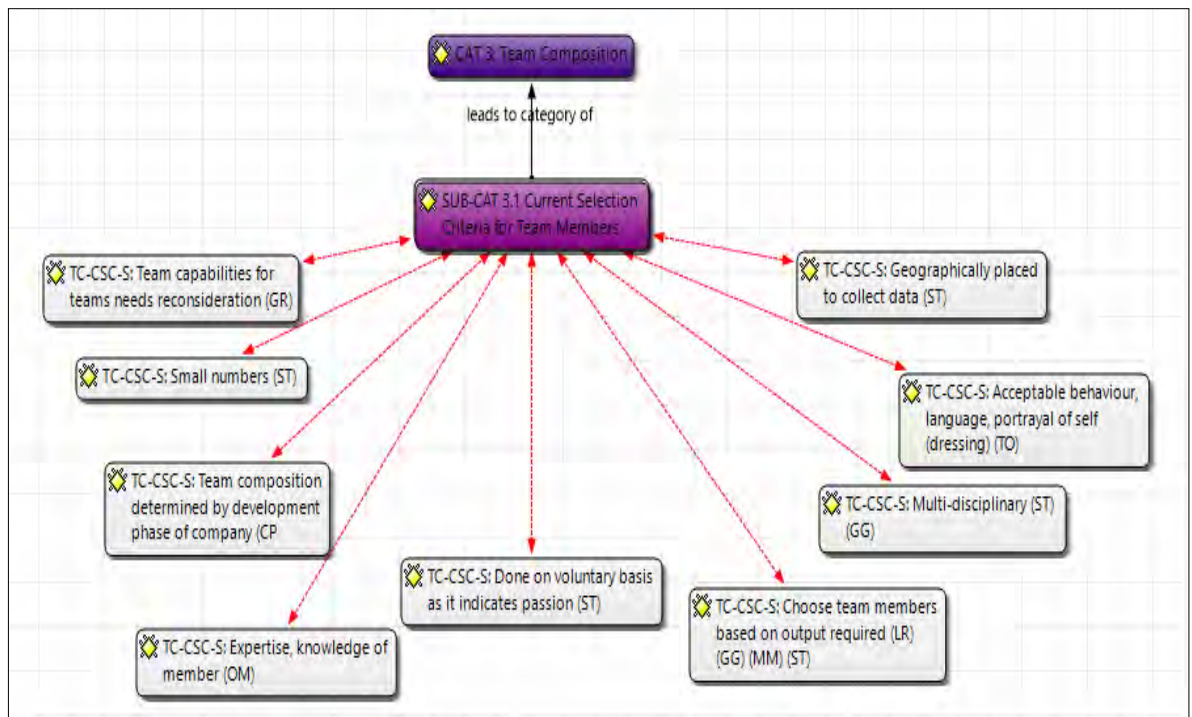 CAT 3: Team Composition
leads to category of
SUB-CAT 3.1 Current Selection
Criteria for Team Members
TC-CSC-S: Team capabilities for
teams needs reconsideration (GR)
TC-CSC-S: Geographically placed
to collect data (ST)
TC-CSC-S: Small numbers (ST)
TC-CSC-S: Acceptable behaviour,
language, portrayal of self
(dressing) (TO)
TC-CSC-S: Team composition
determined by development
phase of company (CP
TC-CSC-S: Multi-disciplinary (ST)
(GG)
TC-CSC-S: Done on voluntary basis
as it indicates passion (ST)
TC-CSC-S: Choose team members
based on output required (LR)
(GG) (MM) (ST)
TC-CSC-S: Expertise, knowledge of
member (OM)